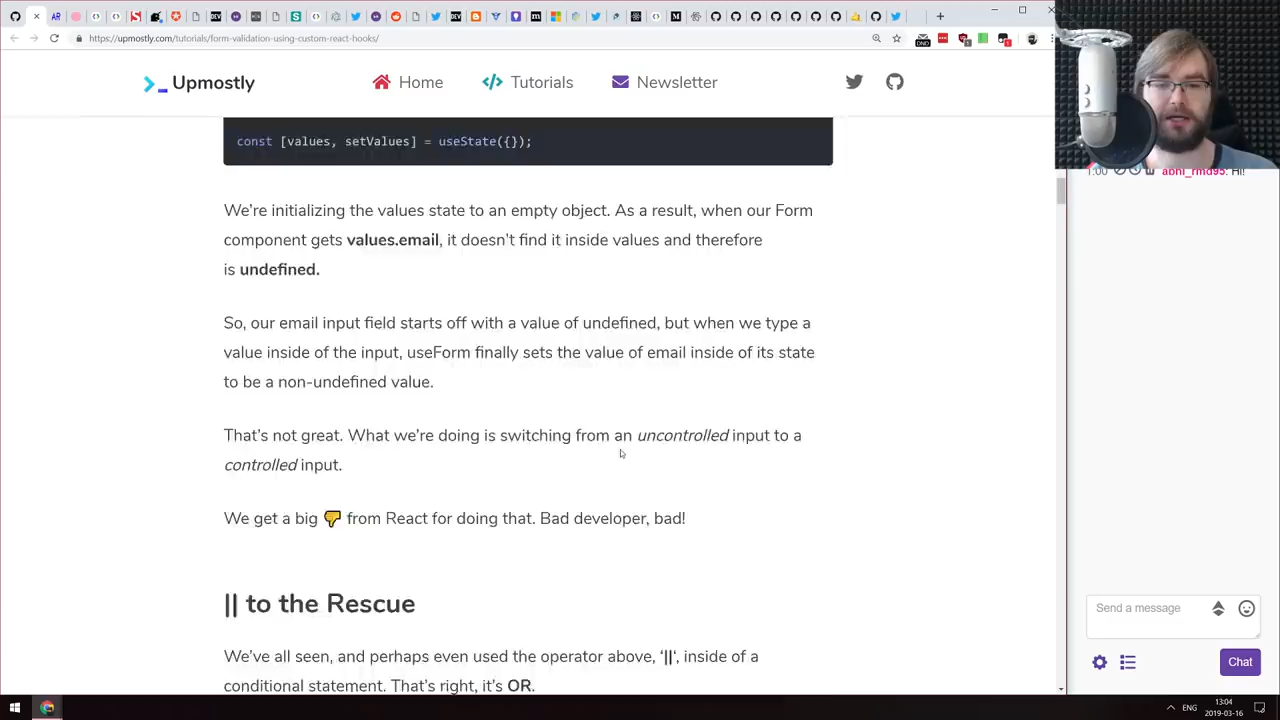 https://upmostly.com/tutorials/form-validation-using-custom-react-hooks/
Upmostly
Home
Tutorials
Newsletter
const [values, setValues] = useState({});
We're initializing the values state to an empty object. As a result, when our Form
component gets values.email, it doesn't find it inside values and therefore
is undefined.
So, our email input field starts off with a value of undefined, but when we type a
value inside of the input, useForm finally sets the value of email inside of its state
to be a non-undefined value.
That's not great. What we're doing is switching from an uncontrolled input to a
controlled input.
We get a big 👎 from React for doing that. Bad developer, bad!
|| to the Rescue
We've all seen, and perhaps even used the operator above, '||', inside of a
conditional statement. That's right, it's OR.
1:00 abhi_rmd95: Hi!
Send a message
Chat
ENG
13:04
2019-03-16